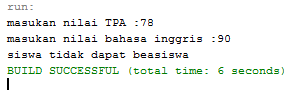 run:
masukan nilai TPA :78
masukan nilai bahasa inggris :90
siswa tidak dapat beasiswa
BUILD SUCCESSFUL (total time: 6 seconds)